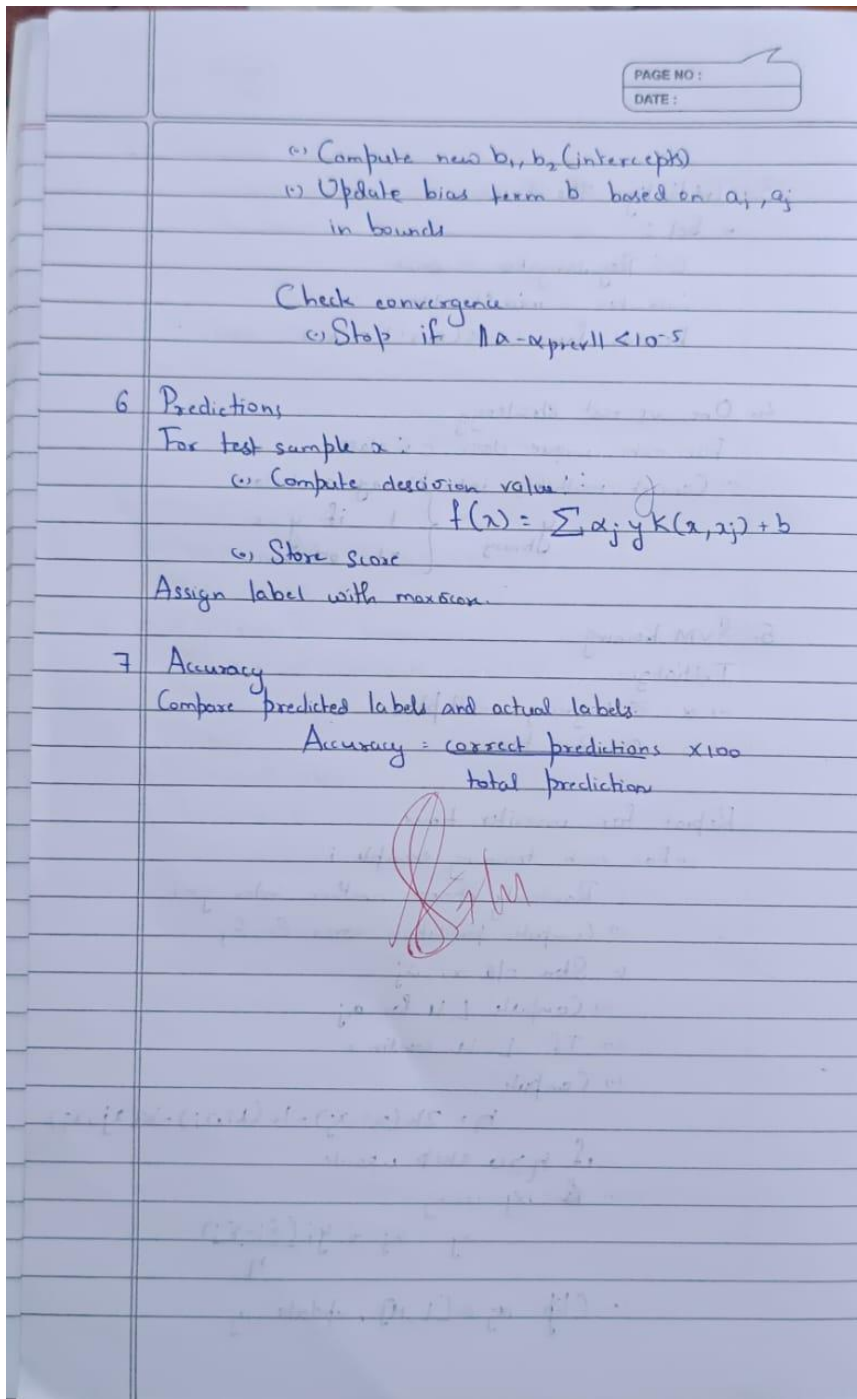 PAGE NO :
DATE :
(•) Compute new b₁, b₂ (intercepts)
(•) Update bias term b based on aᵢ, aⱼ
in bounds
Check convergence :
(•) Stop if ||α-αprev|| < 10⁻⁵
6 Predictions
For test sample x :
(•) Compute descision value :
f(x) = Σ αⱼ y K(x, xⱼ) + b
(•) Store score
Assign label with max score.
7 Accuracy
Compare predicted labels and actual labels.
Accuracy = correct predictions ×100
total prediction